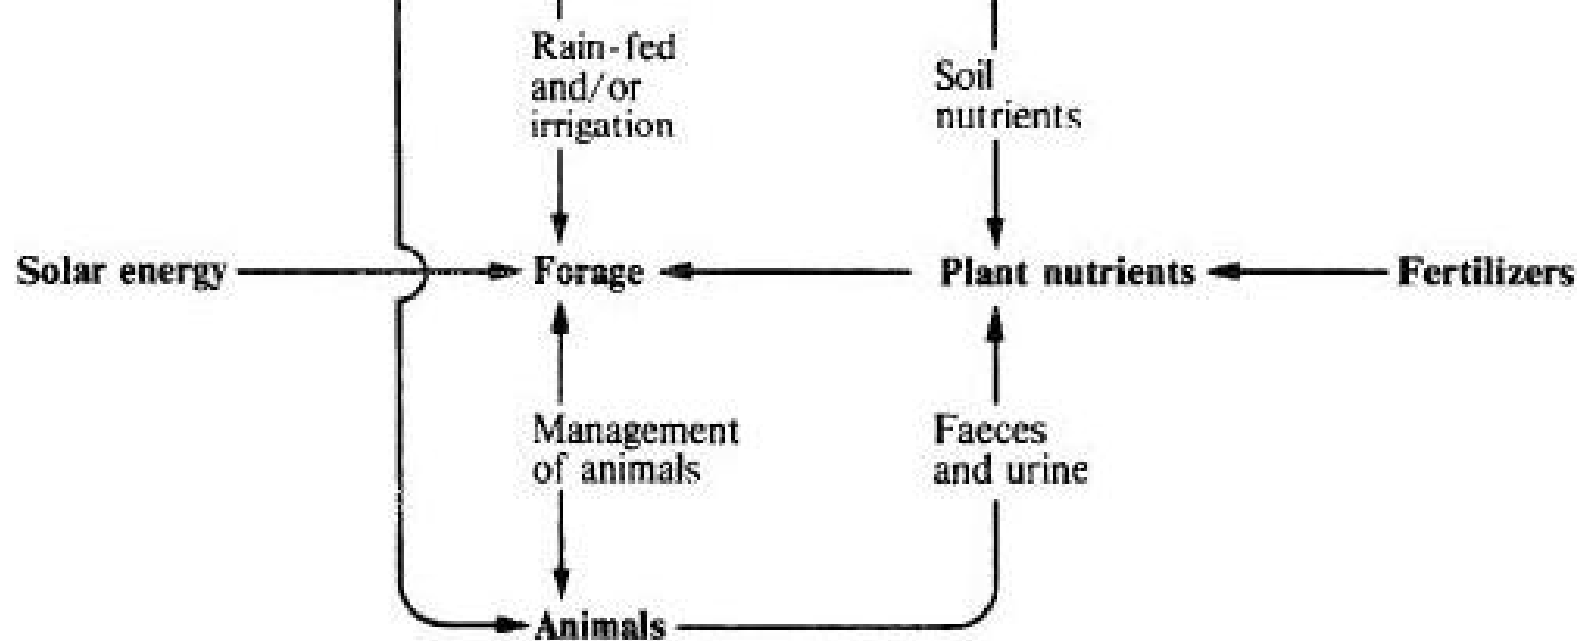 Rain-fed
and/or
irrigation
Soil
nutrients
Solar energy
Forage
Plant nutrients
Fertilizers
Management
of animals
Faeces
and urine
Animals